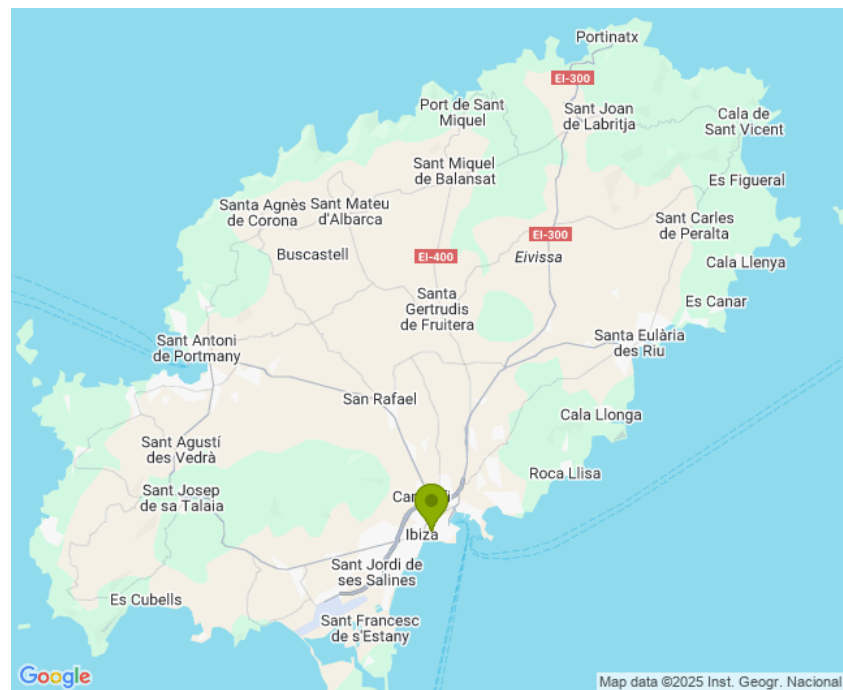 Portinatx
EI-300
Port de Sant
Miquel
Sant Joan
de Labritja
Cala de
Sant Vicent
Sant Miquel
de Balansat
Es Figueral
Santa Agnès
de Corona
Sant Mateu
d'Albarca
Sant Carles
de Peralta
EI-300
Buscastell
EI-400
Eivissa
Cala Llenya
Santa
Gertrudis
de Fruitera
Es Canar
Sant Antoni
de Portmany
Santa Eulària
des Riu
San Rafael
Cala Llonga
Sant Agustí
des Vedrà
Roca Llisa
Sant Josep
de sa Talaia
Ibiza
Sant Jordi de
ses Salines
Es Cubells
Sant Francesc
de s'Estany
Google
Map data ©2025 Inst. Geogr. Nacional